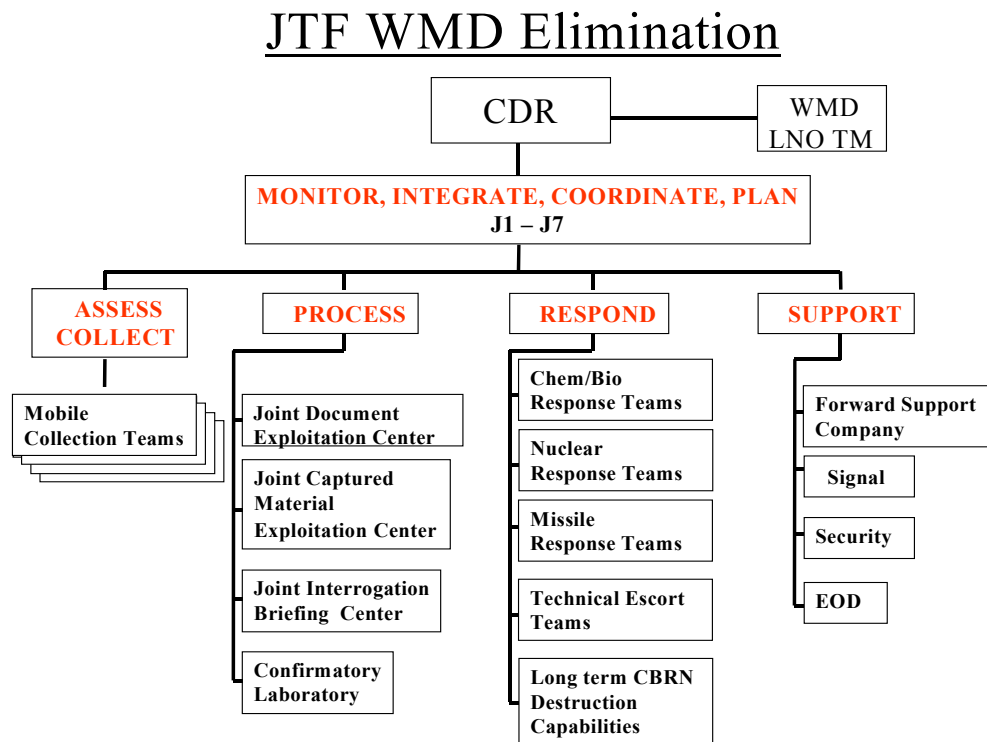 JTF WMD Elimination
CDR
WMD
LNO TM
MONITOR, INTEGRATE, COORDINATE, PLAN
J1 – J7
ASSESS
COLLECT
Mobile
Collection Teams
PROCESS
Joint Document
Exploitation Center
Joint Captured
Material
Exploitation Center
Joint Interrogation
Briefing Center
Confirmatory
Laboratory
RESPOND
Chem/Bio
Response Teams
Nuclear
Response Teams
Missile
Response Teams
Technical Escort
Teams
Long term CBRN
Destruction
Capabilities
SUPPORT
Forward Support
Company
Signal
Security
EOD